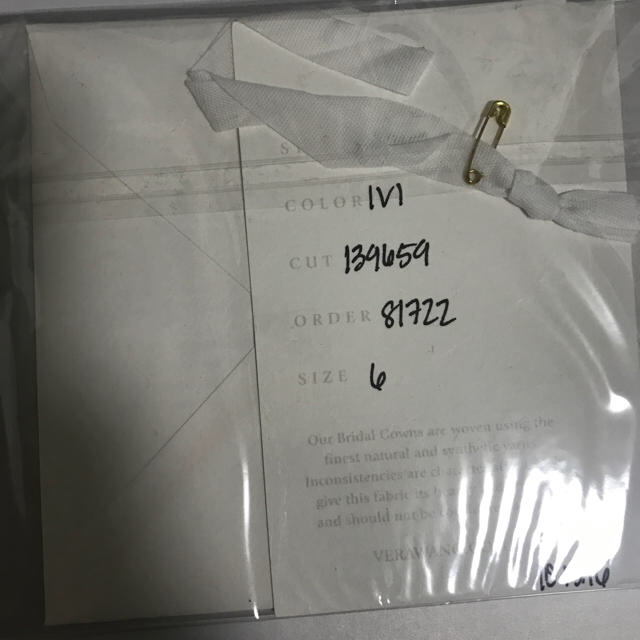 COLOR IVI
CUT 139659
ORDER 81722
SIZE 6
Our Bridal Gowns are woven using the
finest natural and synthetic
Inconsistencies are
give this fabric its
and should not be
VERA WANG